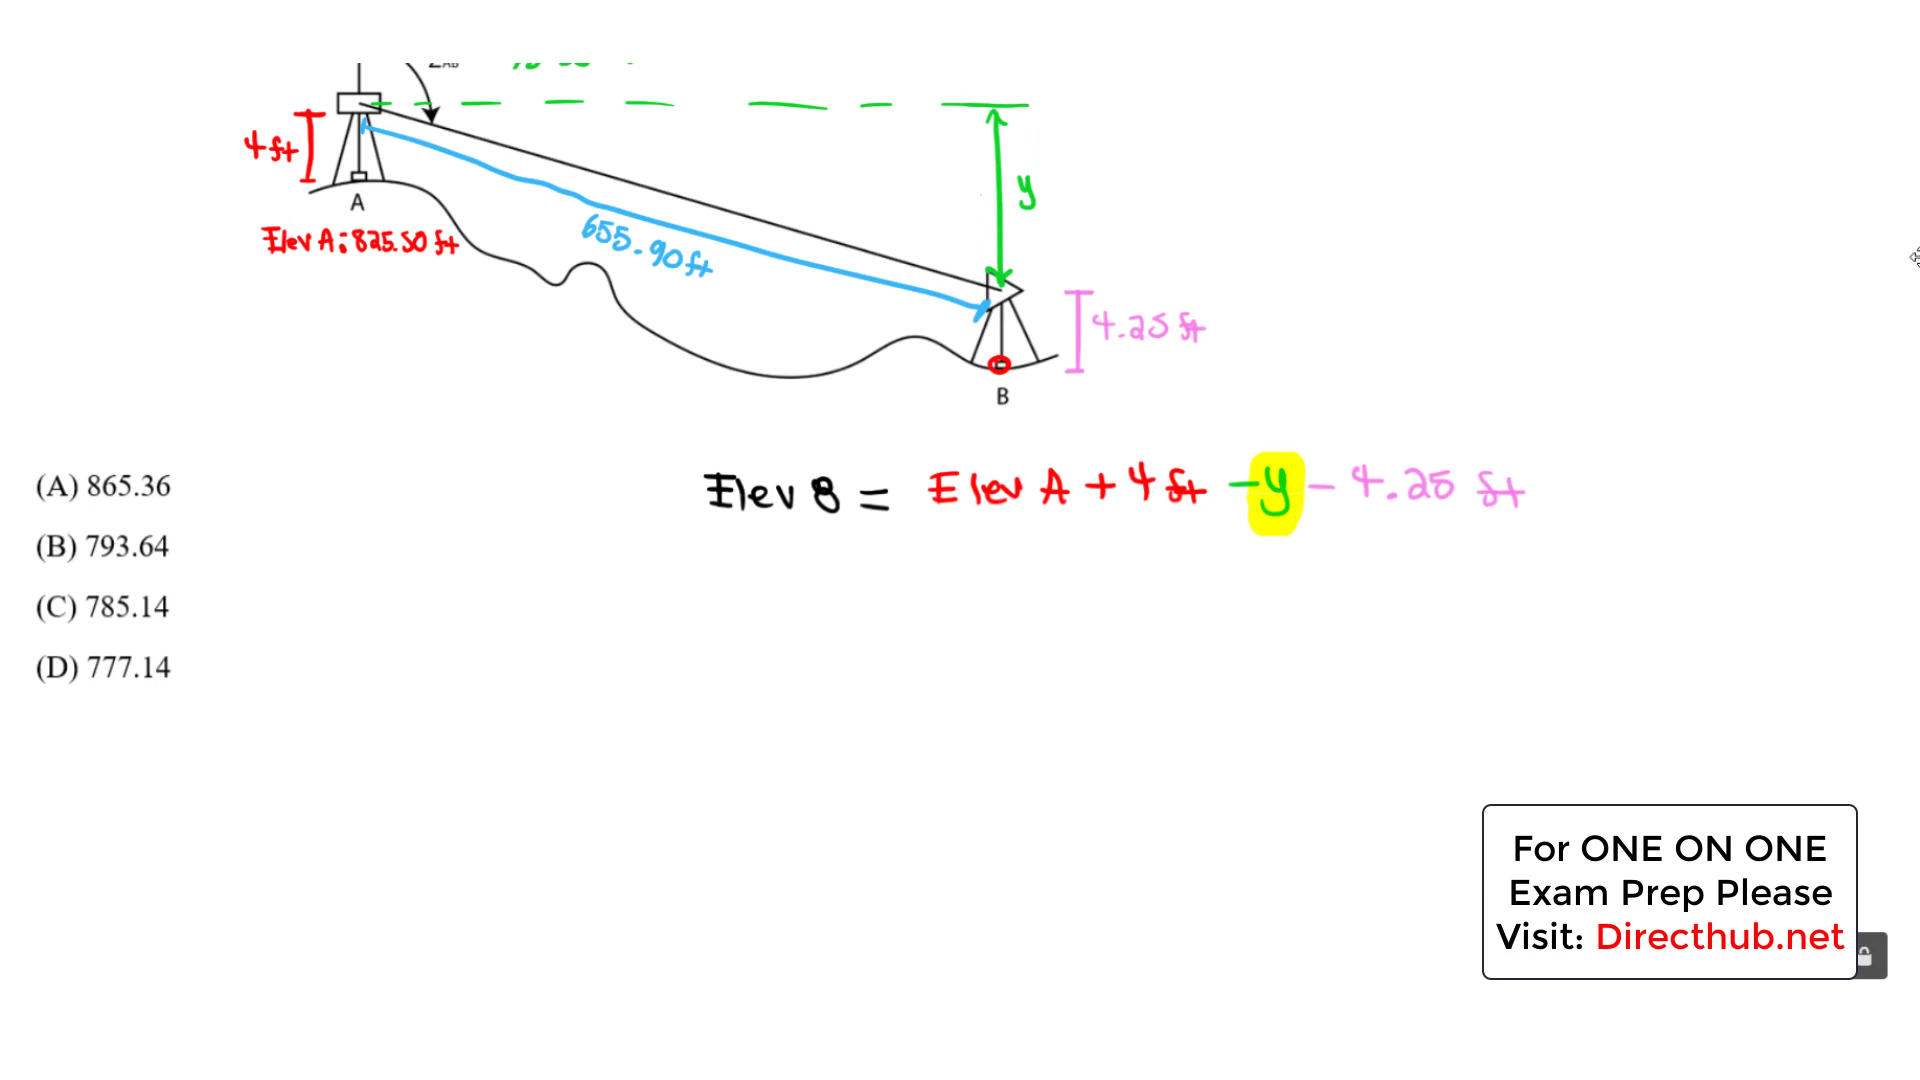 4 ft
A
Elev A: 825.50 ft
655.90 ft
y
4.25 ft
B
Elev B = Elev A + 4 ft - y - 4.25 ft
(A) 865.36
(B) 793.64
(C) 785.14
(D) 777.14
For ONE ON ONE
Exam Prep Please
Visit: Directhub.net